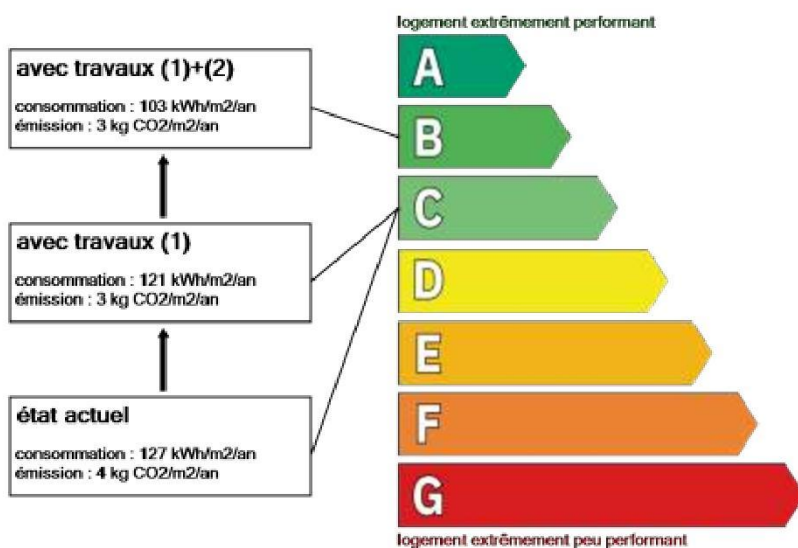 logement extrêmement performant
avec travaux (1)+(2)
consommation : 103 kWh/m2/an
émission : 3 kg CO2/m2/an
avec travaux (1)
consommation : 121 kWh/m2/an
émission : 3 kg CO2/m2/an
état actuel
consommation : 127 kWh/m2/an
émission : 4 kg CO2/m2/an
A
B
C
D
E
F
G
logement extrêmement peu performant